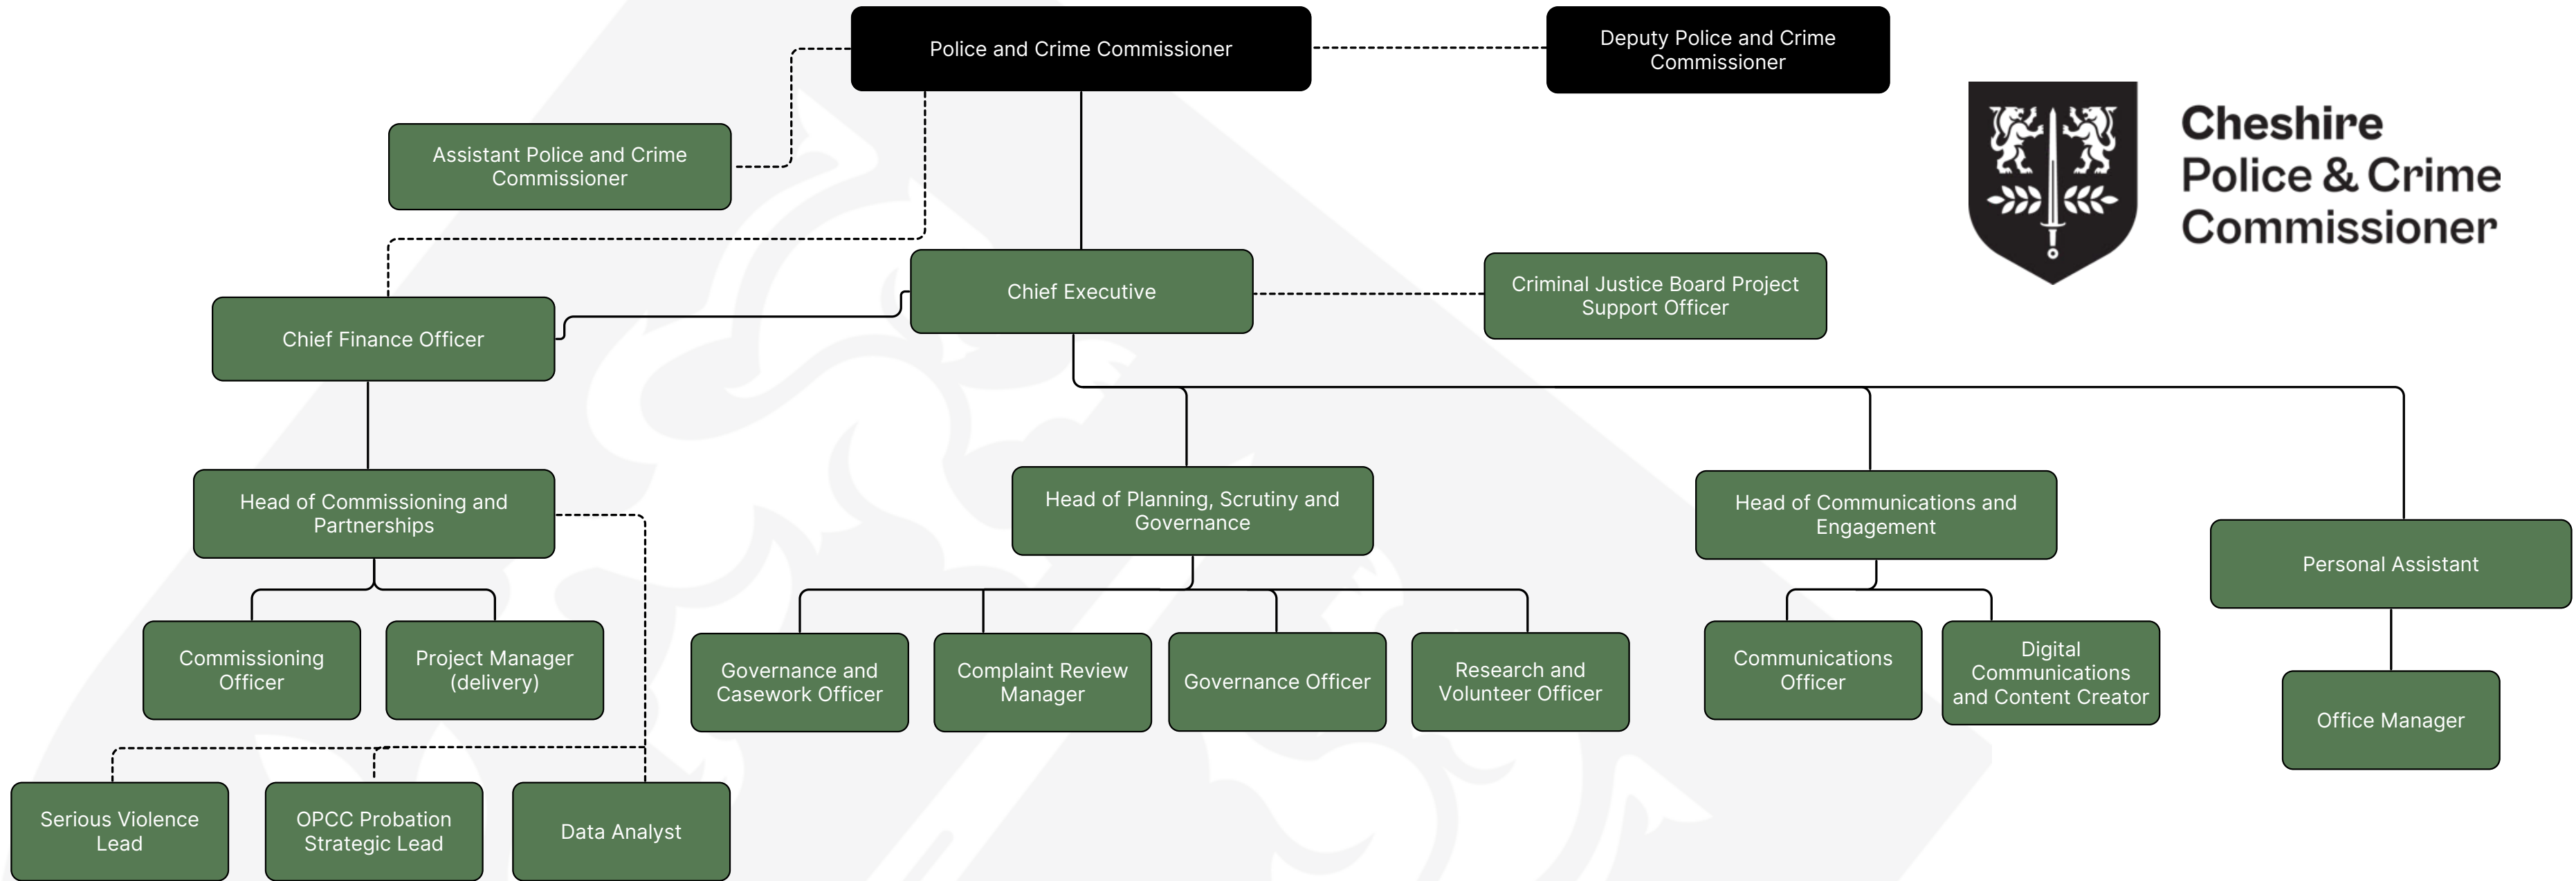 Police and Crime Commissioner
Deputy Police and Crime
Commissioner
Cheshire
Police & Crime
Commissioner
Assistant Police and Crime
Commissioner
Chief Executive
Criminal Justice Board Project
Support Officer
Chief Finance Officer
Head of Commissioning and
Partnerships
Head of Planning, Scrutiny and
Governance
Head of Communications and
Engagement
Personal Assistant
Commissioning
Officer
Project Manager
(delivery)
Governance and
Casework Officer
Complaint Review
Manager
Governance Officer
Research and
Volunteer Officer
Communications
Officer
Digital
Communications
and Content Creator
Office Manager
Serious Violence
Lead
OPCC Probation
Strategic Lead
Data Analyst